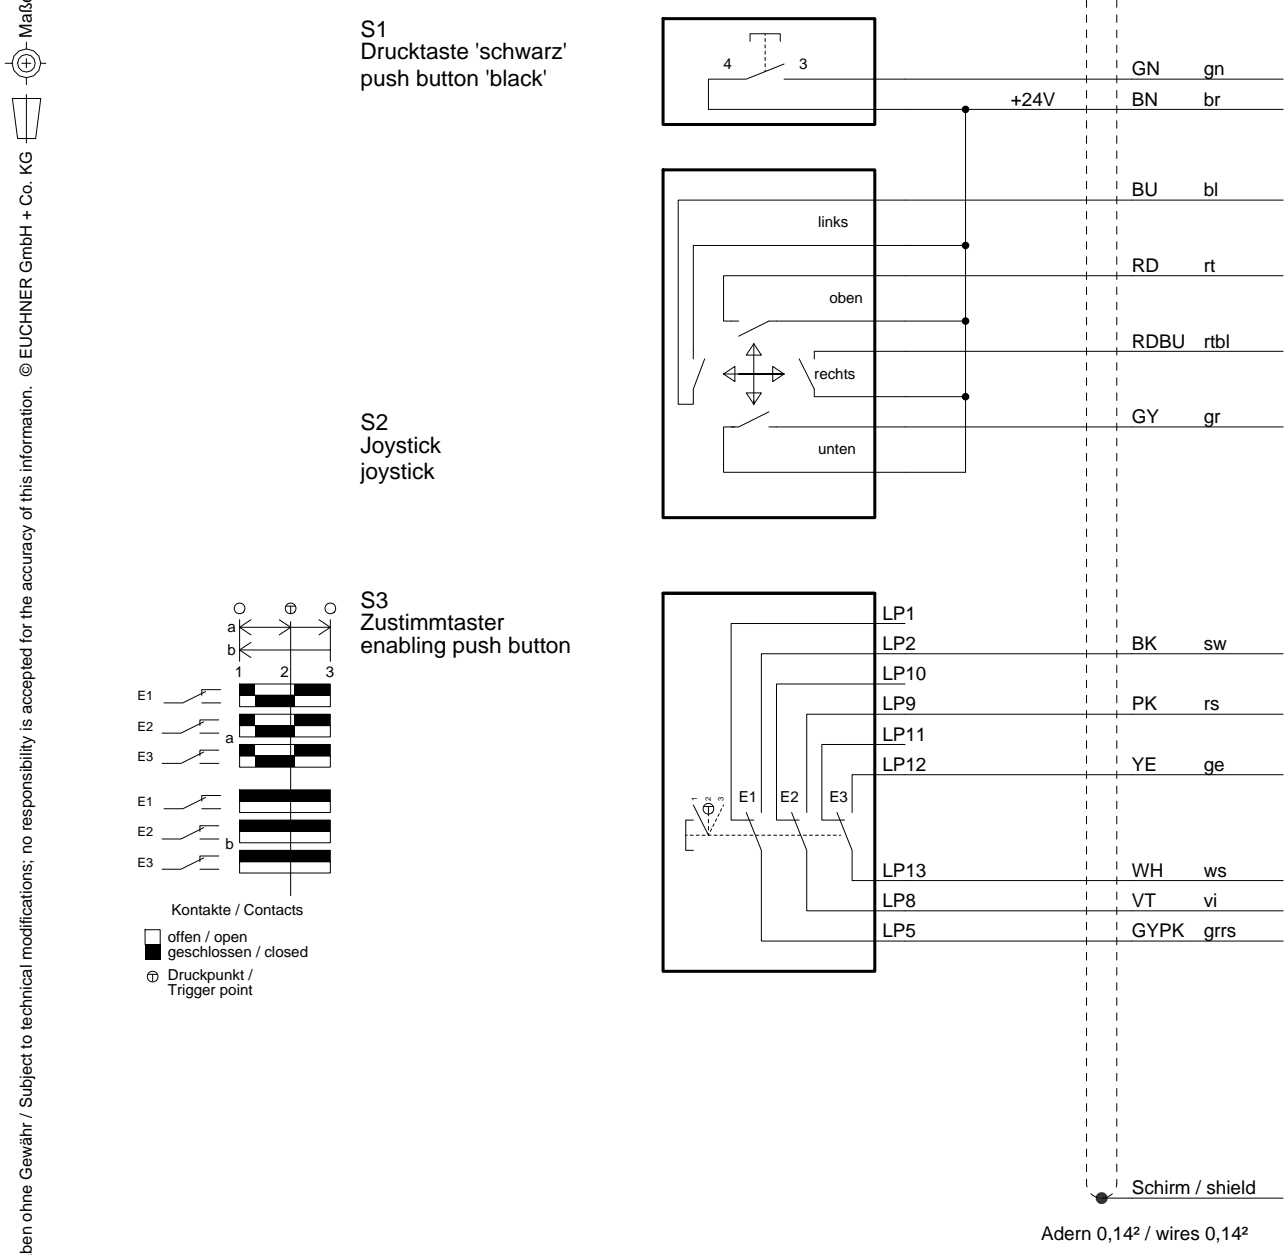 S1
Drucktaste 'schwarz'
push button 'black'
4 3
GN gn
+24V BN br
BU bl
links
RD rt
oben
RDBU rtbl
rechts
S2
Joystick
joystick
GY gr
unten
S3
Zustimmtaster
enabling push button
a
b
1 2 3
E1
E2
a
E3
E1
E2
b
E3
Kontakte / Contacts
offen / open
geschlossen / closed
T Druckpunkt /
Trigger point
LP1
LP2 BK sw
LP10
LP9 PK rs
LP11
LP12 YE ge
1 2 3
T
E1 E2 E3
LP13 WH ws
LP8 VT vi
LP5 GYPK grrs
Schirm / shield
Adern 0,14² / wires 0,14²
ben ohne Gewähr / Subject to technical modifications; no responsibility is accepted for the accuracy of this information. © EUCHNER GmbH + Co. KG
Maße